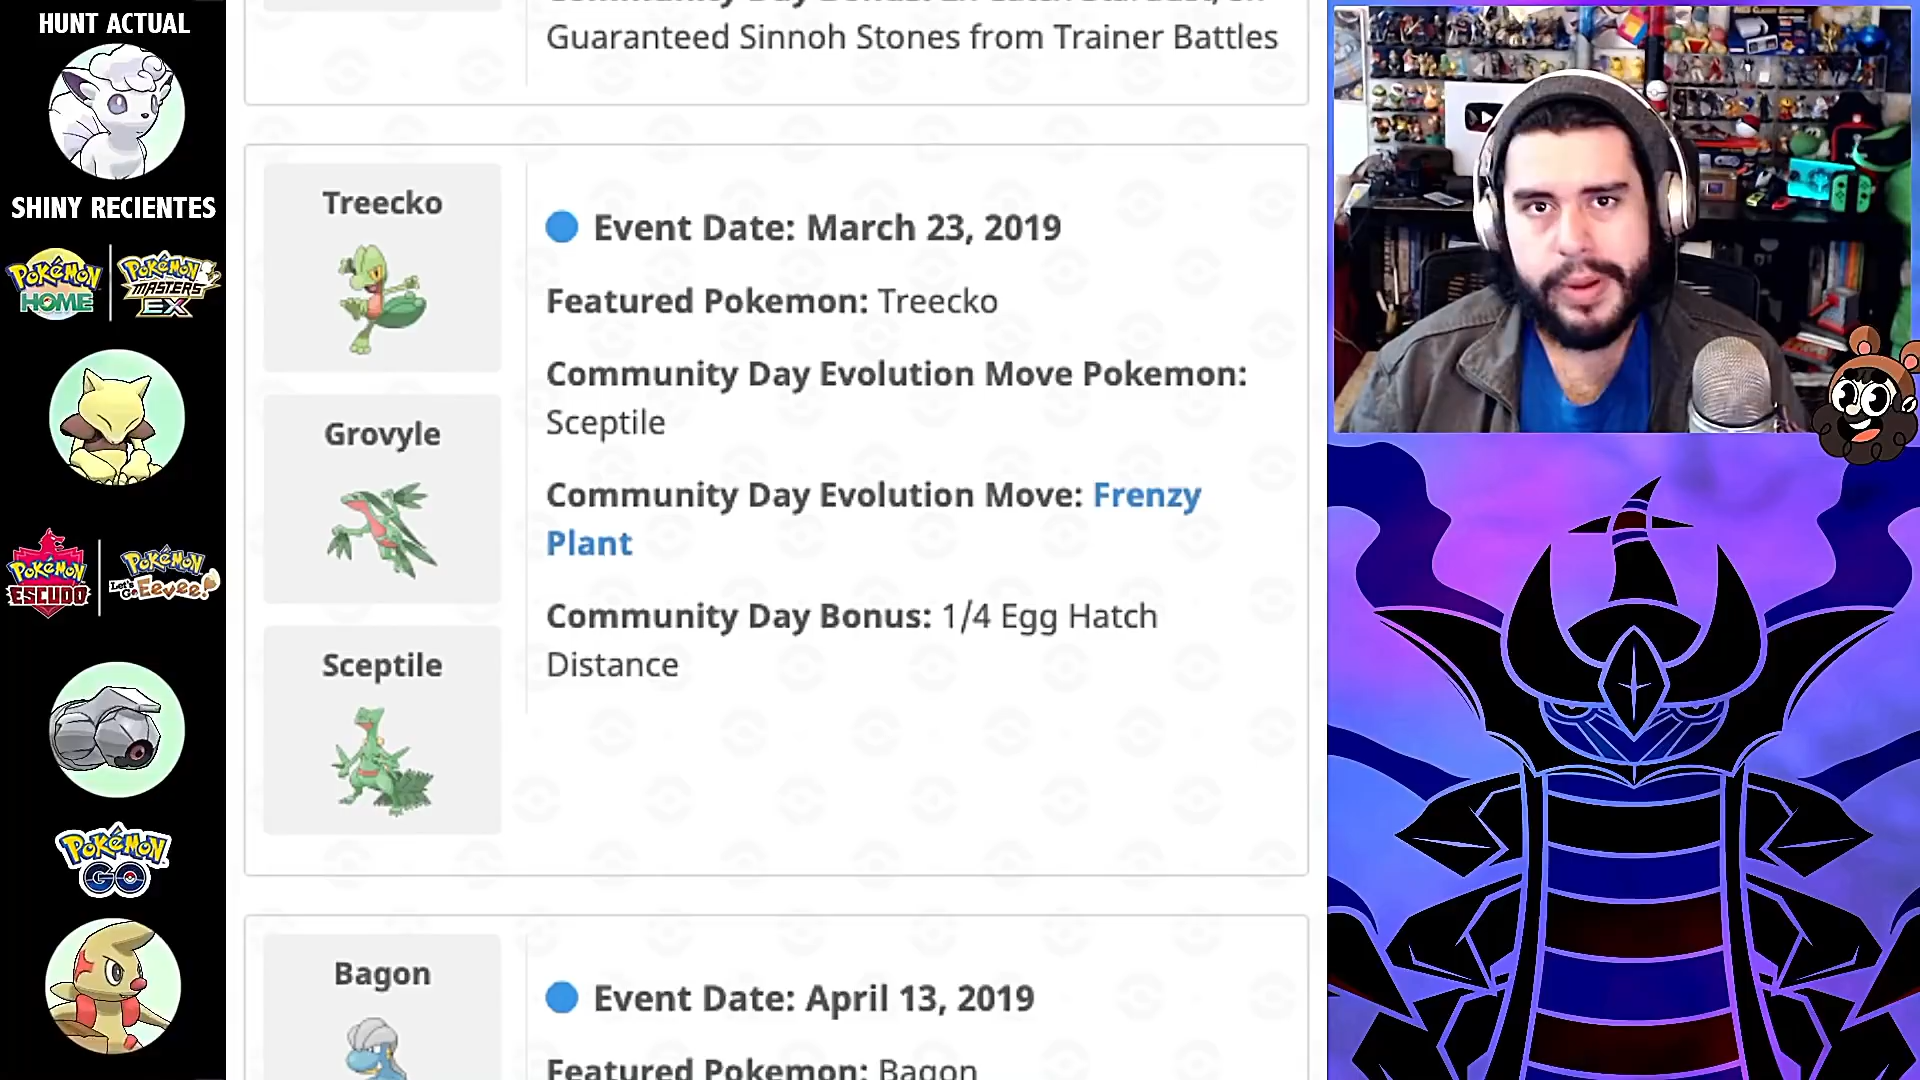 HUNT ACTUAL
SHINY RECIENTES
POKéMON
HOME
POKéMON
MASTERS
EX
POKéMON
ESCUDO
POKéMON
Let's Go Eevee!
POKéMON
GO
Guaranteed Sinnoh Stones from Trainer Battles
Treecko
Grovyle
Sceptile
Event Date: March 23, 2019
Featured Pokemon: Treecko
Community Day Evolution Move Pokemon:
Sceptile
Community Day Evolution Move: Frenzy
Plant
Community Day Bonus: 1/4 Egg Hatch
Distance
Bagon
Event Date: April 13, 2019
Featured Pokemon: Bagon